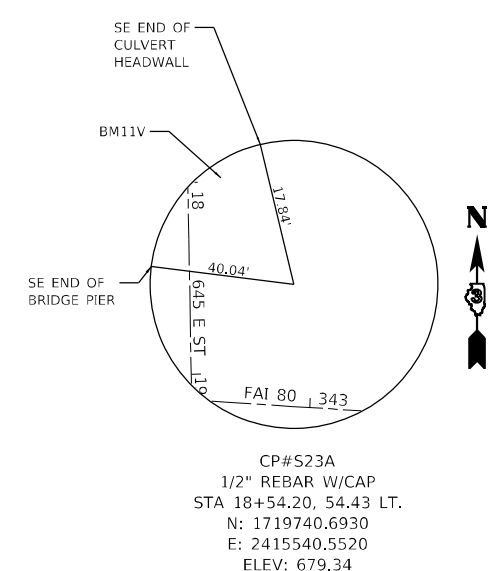 SE END OF
CULVERT
HEADWALL
BM11V
18
17.84'
N
40.04'
SE END OF
BRIDGE PIER
645 E ST
3
19
FAI 80
343
CP#S23A
1/2" REBAR W/CAP
STA 18+54.20, 54.43 LT.
N: 1719740.6930
E: 2415540.5520
ELEV: 679.34